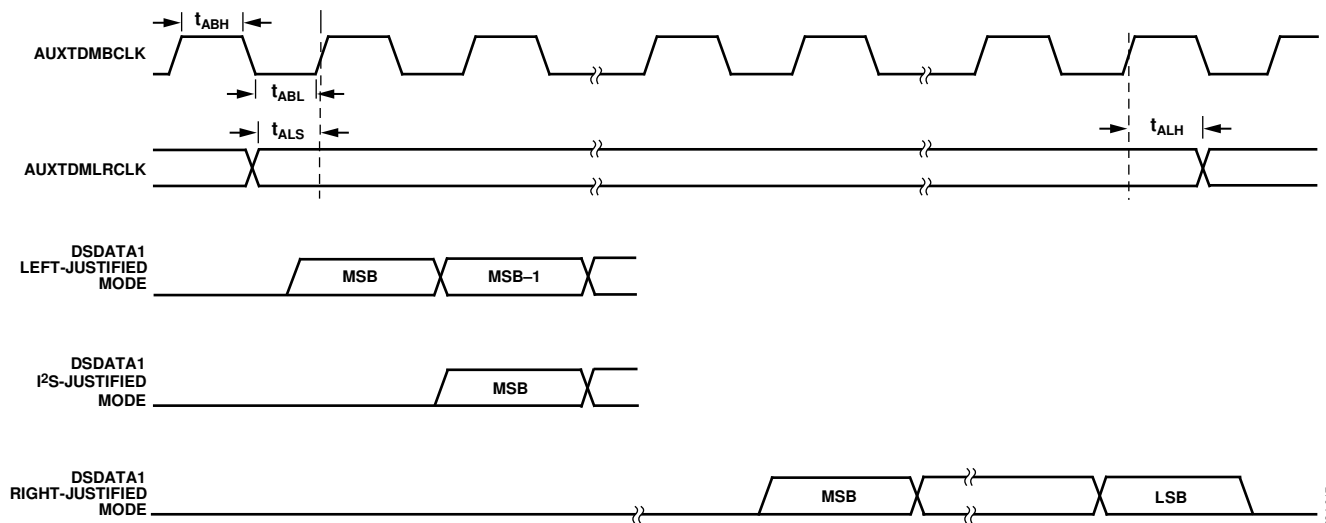 tABH
AUXTDMBCLK
tABL
tALS
tALH
AUXTDMLRCLK
DSDATA1
LEFT-JUSTIFIED
MODE
MSB
MSB–1
DSDATA1
I²S-JUSTIFIED
MODE
MSB
DSDATA1
RIGHT-JUSTIFIED
MODE
MSB
LSB